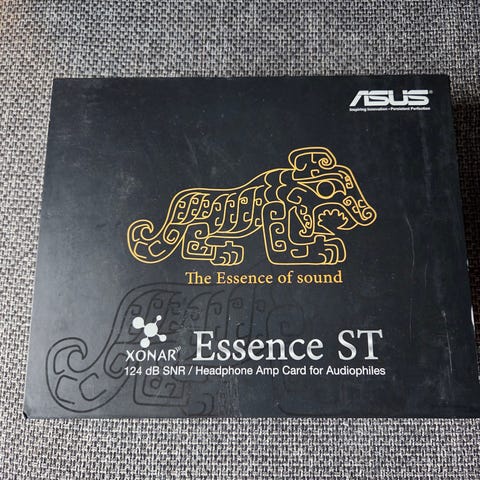 ASUS
Inspiring Innovation • Persistent Perfection
The Essence of sound
XONAR Essence ST
124 dB SNR / Headphone Amp Card for Audiophiles